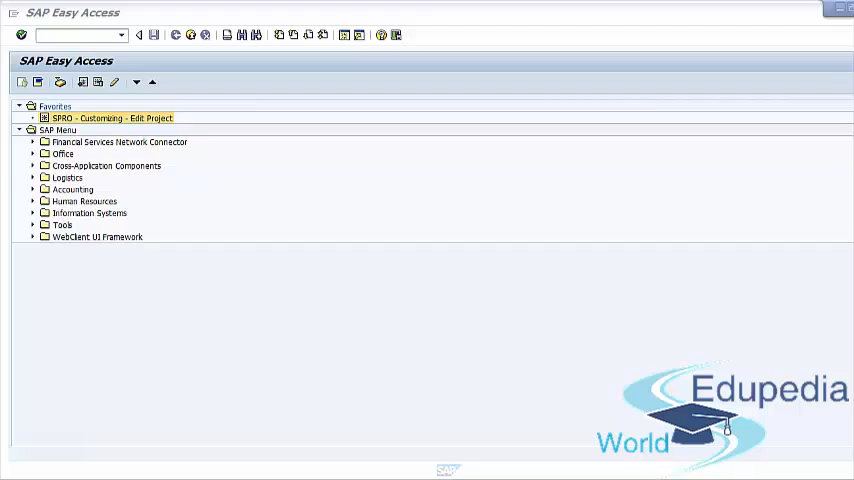 SAP Easy Access
SAP Easy Access
Favorites
SPRO - Customizing - Edit Project
SAP Menu
Financial Services Network Connector
Office
Cross-Application Components
Logistics
Accounting
Human Resources
Information Systems
Tools
WebClient UI Framework
Edupedia
World
SAP